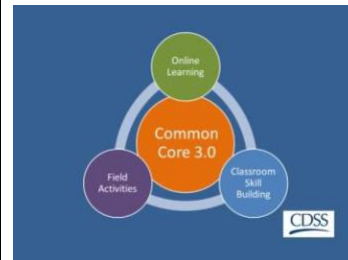 Online
Learning
Common
Core 3.0
Field
Activities
Classroom
Skill
Building
CDSS